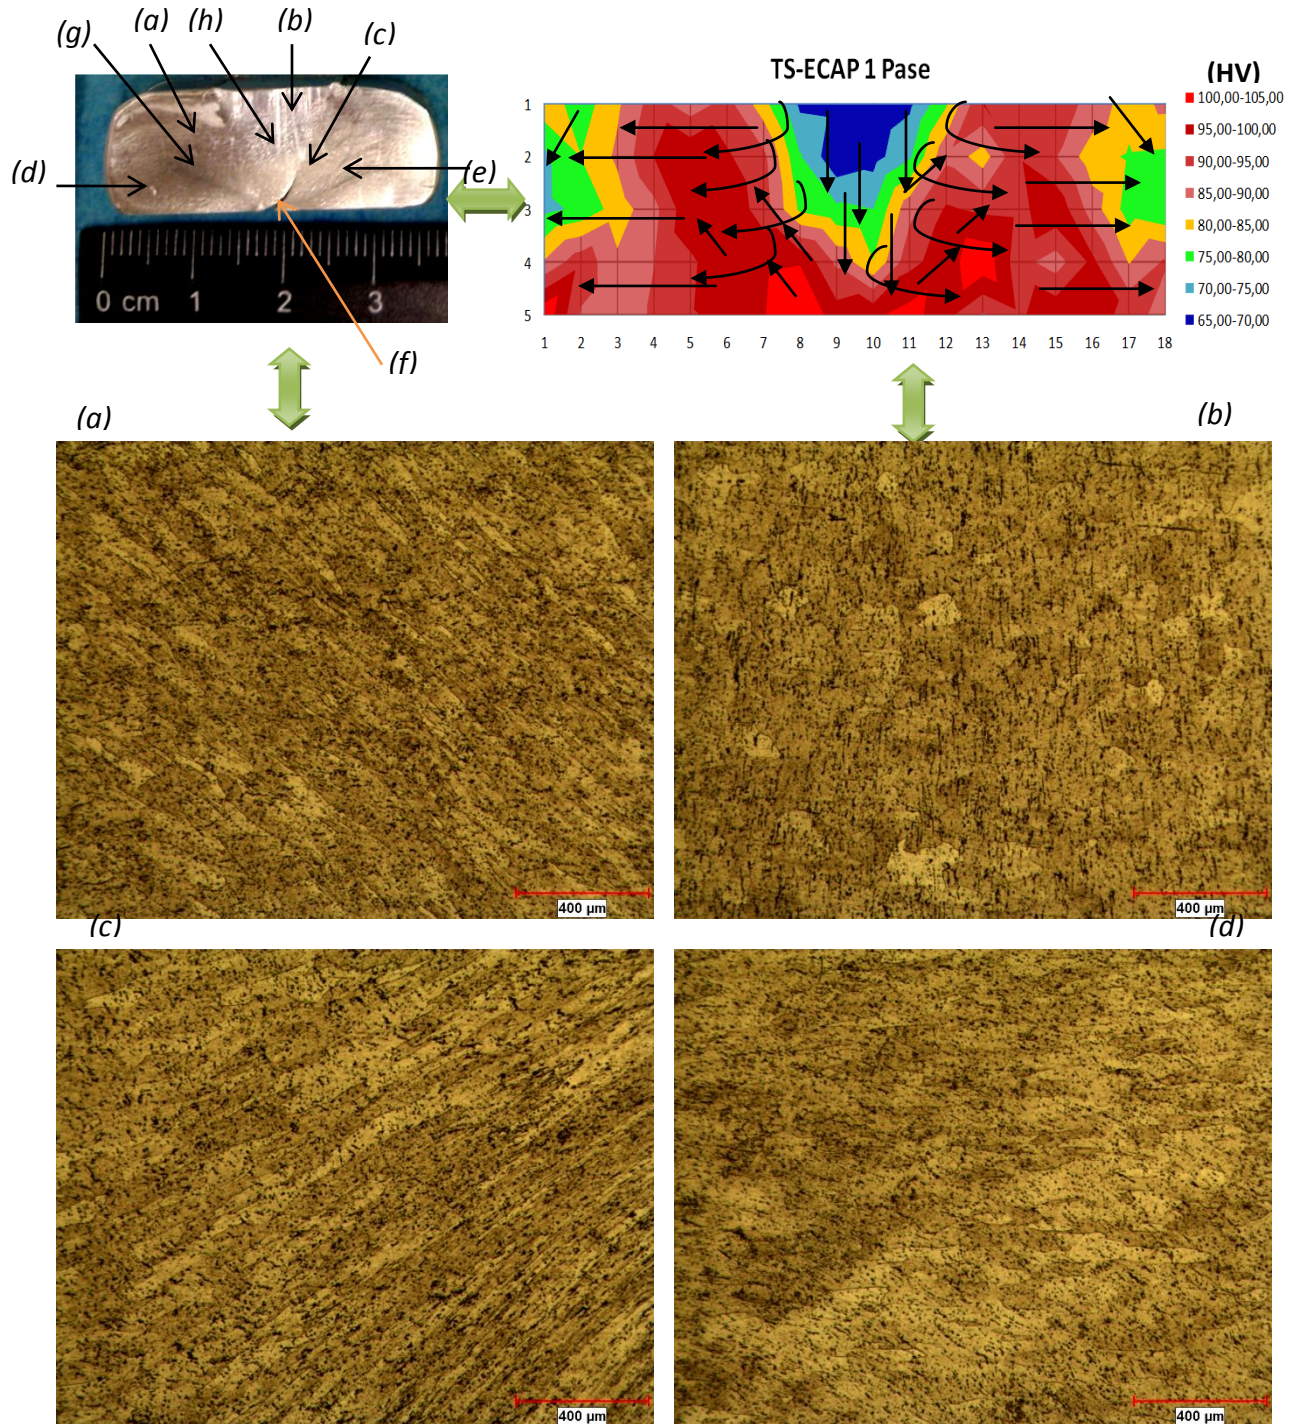 (g) (a) (h) (b) (c)
(d) (e)
(f)
0 cm 1 2 3
TS-ECAP 1 Pase
(HV)
1
2
3
4
5
1 2 3 4 5 6 7 8 9 10 11 12 13 14 15 16 17 18
100,00-105,00
95,00-100,00
90,00-95,00
85,00-90,00
80,00-85,00
75,00-80,00
70,00-75,00
65,00-70,00
(a)
(b)
400 µm
400 µm
(c)
(d)
400 µm
400 µm